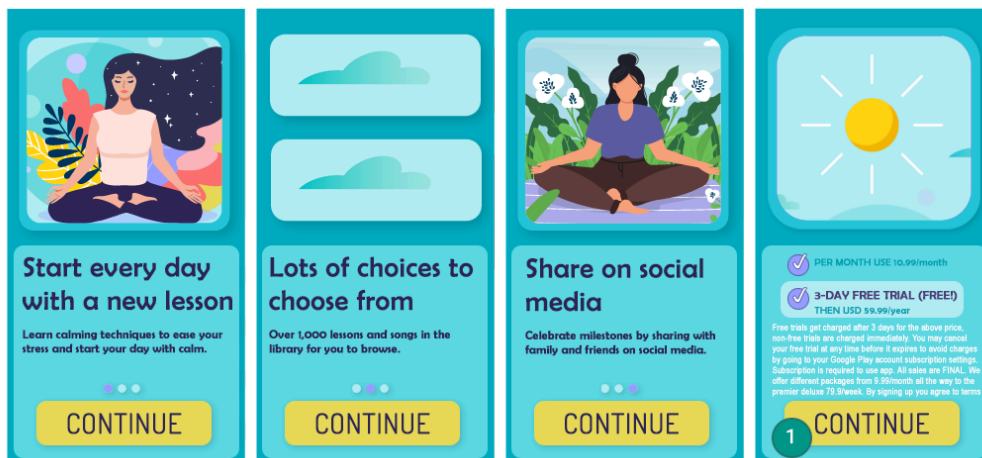 Start every day
with a new lesson
Learn calming techniques to ease your
stress and start your day with calm.
CONTINUE
Lots of choices to
choose from
Over 1,000 lessons and songs in the
library for you to browse.
CONTINUE
Share on social
media
Celebrate milestones by sharing with
family and friends on social media.
CONTINUE
PER MONTH USE 10.99/month
3-DAY FREE TRIAL (FREE!)
THEN USD 59.99/year
Free trials get charged after 3 days for the above price,
non-free trials are charged immediately. You may cancel
your free trial at any time before it expires to avoid charges
by going to your Google Play account subscription settings.
Subscription is required to use app. All sales are FINAL. We
offer different packages from 9.99/month all the way to the
premier deluxe 79.9/week. By signing up you agree to terms
CONTINUE
1